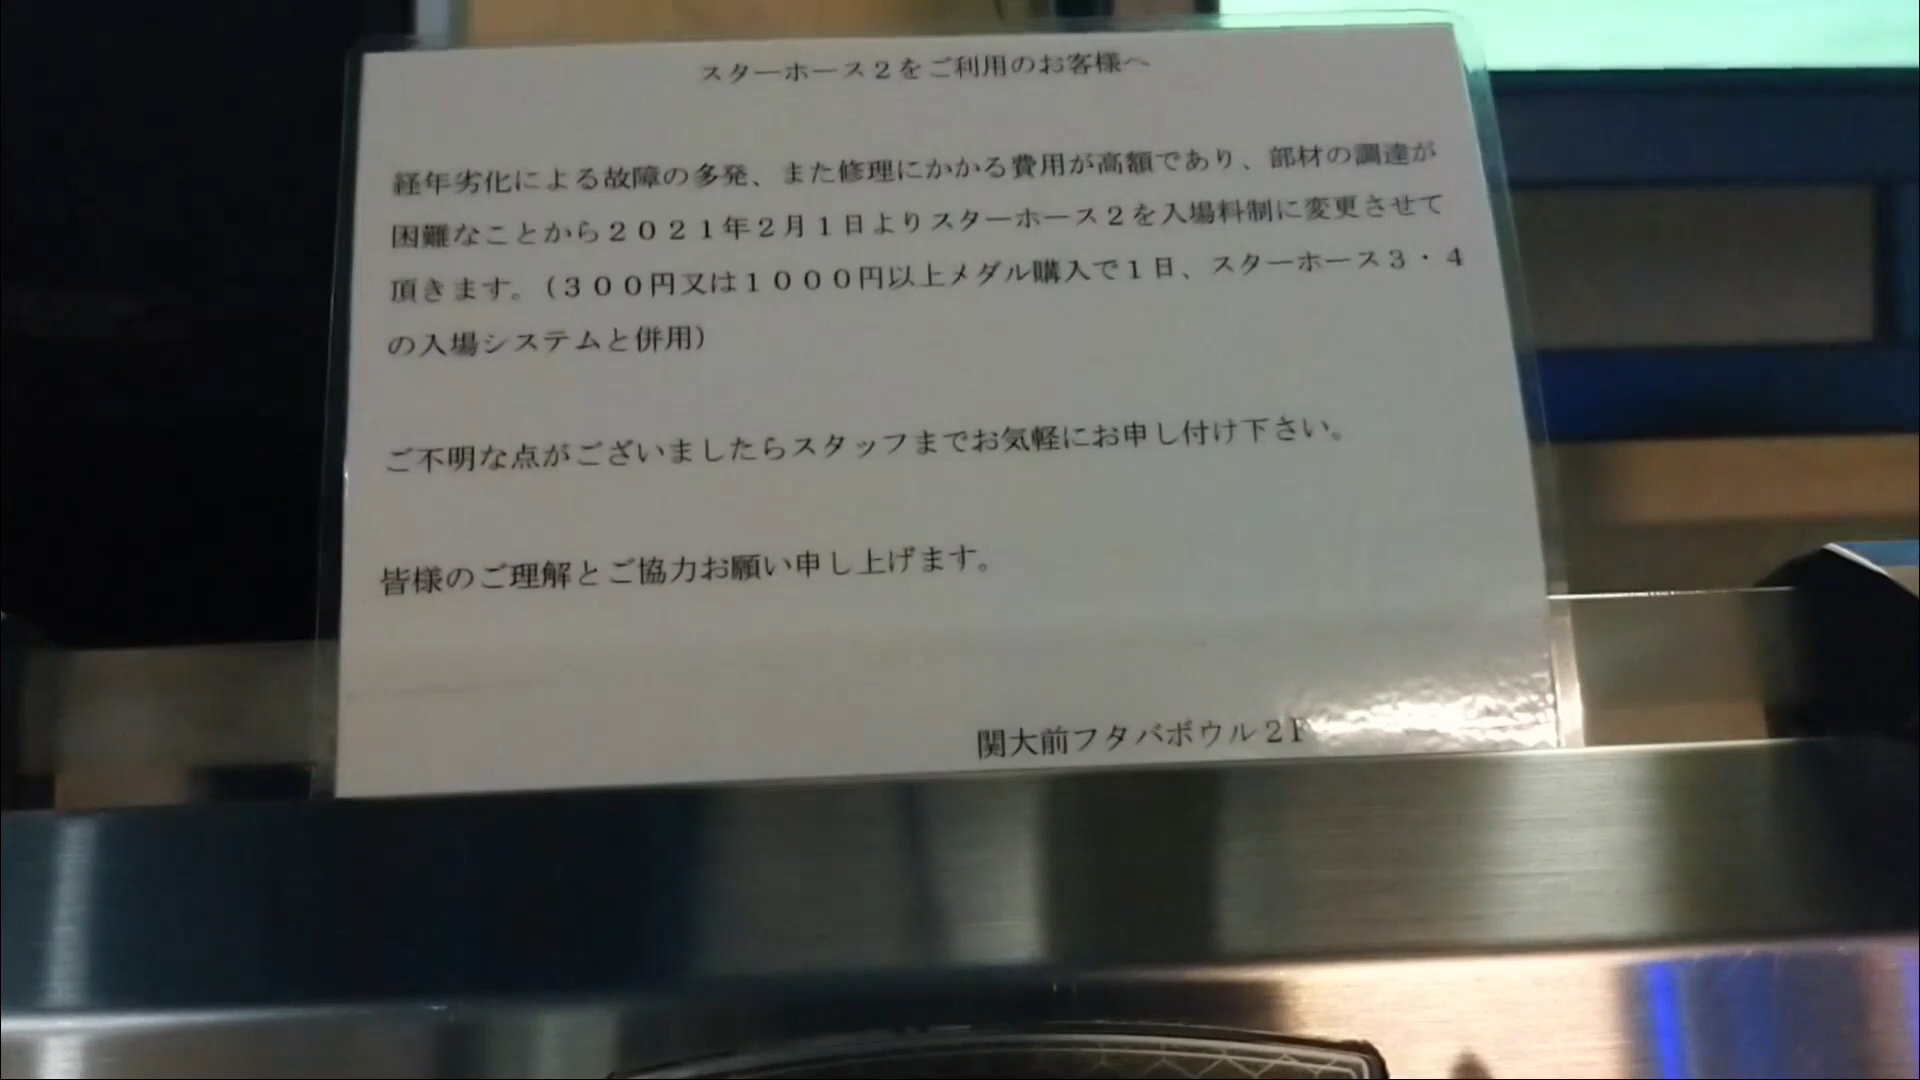 スターホース２をご利用のお客様へ
経年劣化による故障の多発、また修理にかかる費用が高額であり、部材の調達が
困難なことから２０２１年２月１日よりスターホース２を入場料制に変更させて
頂きます。（３００円又は１０００円以上メダル購入で１日、スターホース３・４
の入場システムと併用）
ご不明な点がございましたらスタッフまでお気軽にお申し付け下さい。
皆様のご理解とご協力お願い申し上げます。
関大前フタバボウル２F